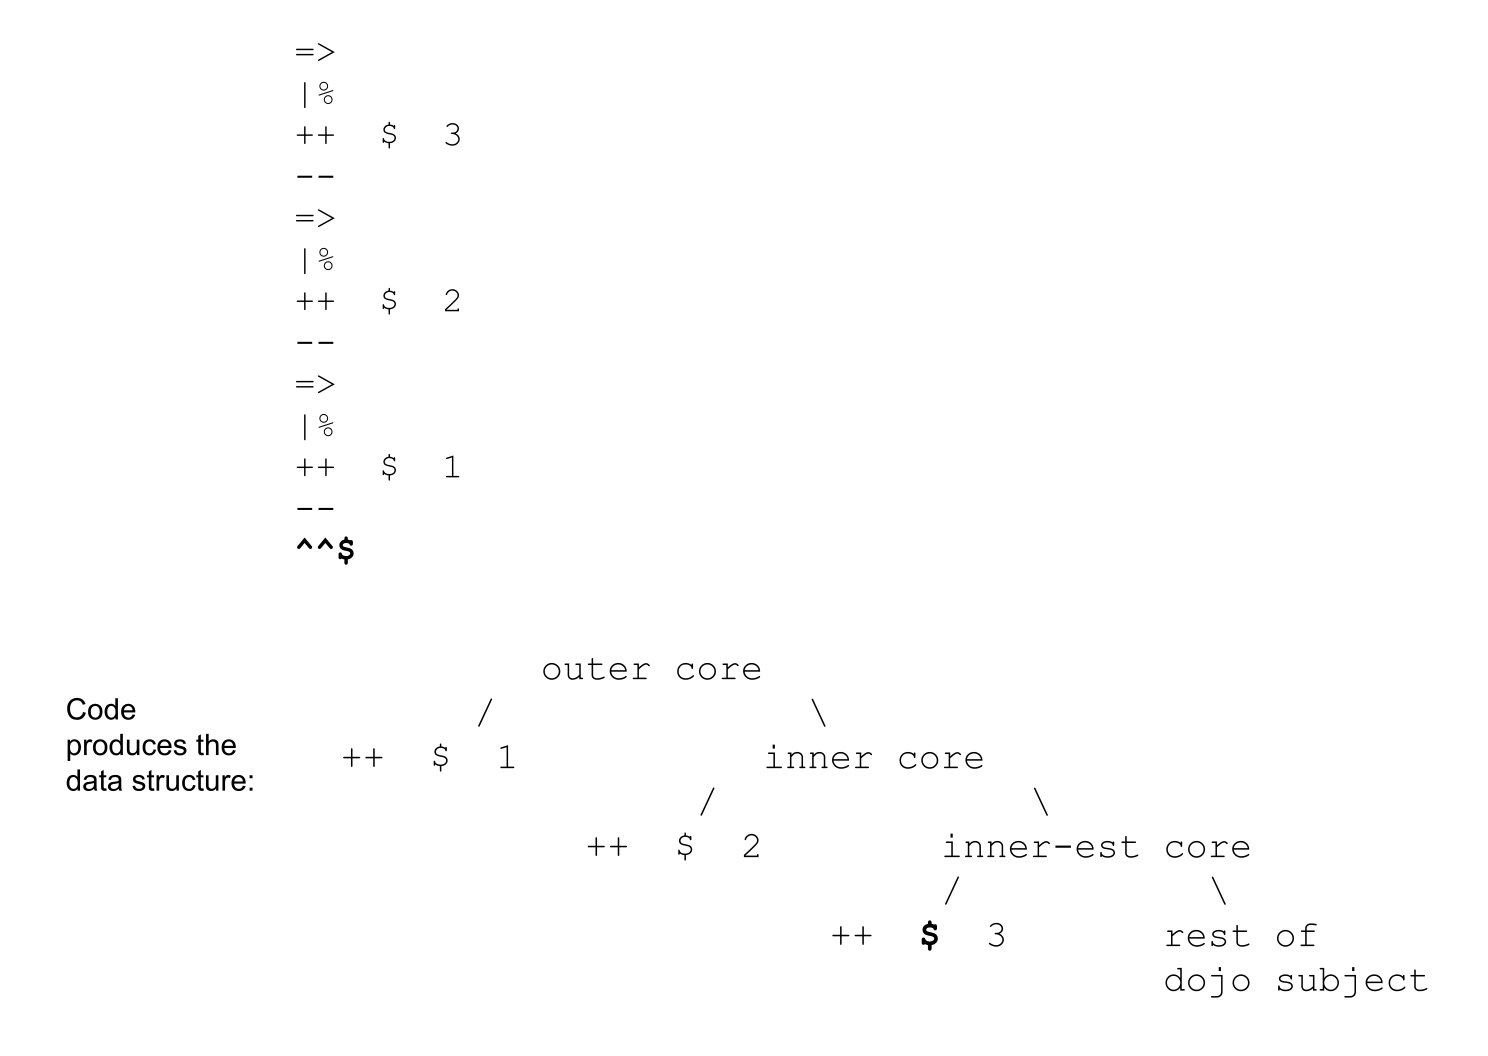 =>
|%
++  $  3
--
=>
|%
++  $  2
--
=>
|%
++  $  1
--
^^$
outer core
/ \
Code
produces the
data structure:
++  $  1 inner core
/ \
++  $  2 inner-est core
/ \
++  $  3 rest of
dojo subject